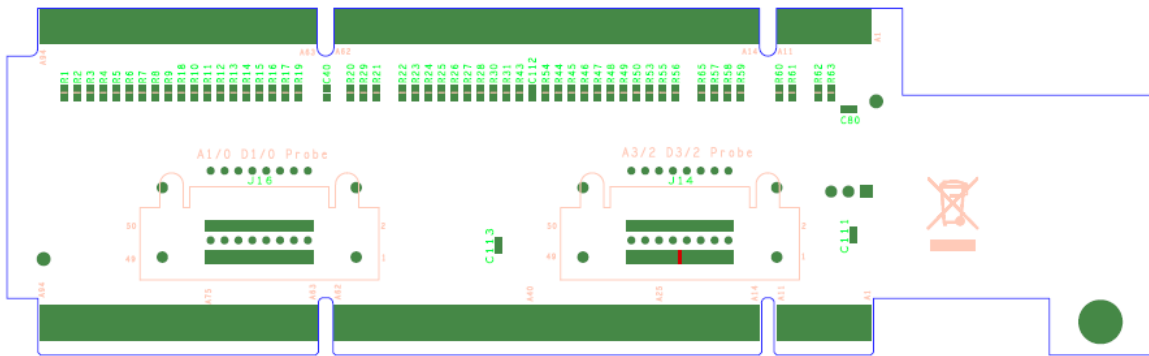 A94 A63 A62 A14 A11 A1
R1 R2 R3 R4 R5 R6 R7 R8 R9 R18 R10 R11 R12 R13 R14 R15 R16 R17 R19 C40 R20 R29 R21 R22 R23 R24 R25 R26 R27 R28 R30 R31 R43 C112 R54 R44 R45 R46 R47 R48 R49 R50 R53 R55 R56 R65 R57 R58 R59 R60 R61 R62 R63
C80
A1/0 D1/0 Probe A3/2 D3/2 Probe
J16 J14
50 2 50 2
C113 C111
49 1 49 1
A94 A75 A63 A62 A40 A25 A14 A11 A1